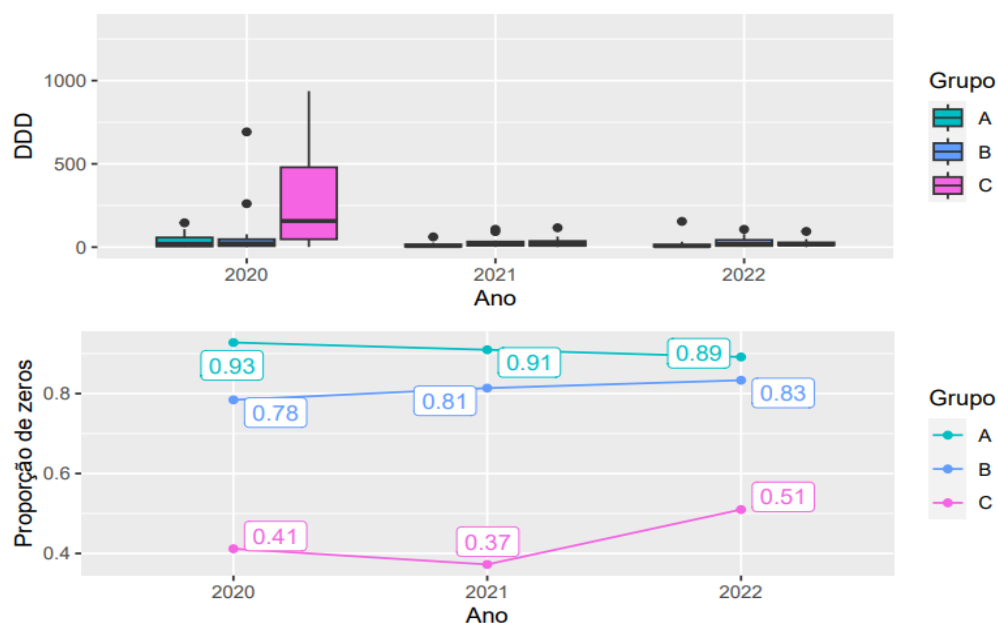 1000
500
0
DDD
2020 2021 2022
Ano
Grupo
A
B
C
0.8
0.6
0.4
Proporção de zeros
0.93 0.91 0.89
0.78 0.81 0.83
0.41 0.37 0.51
2020 2021 2022
Ano
Grupo
A
B
C